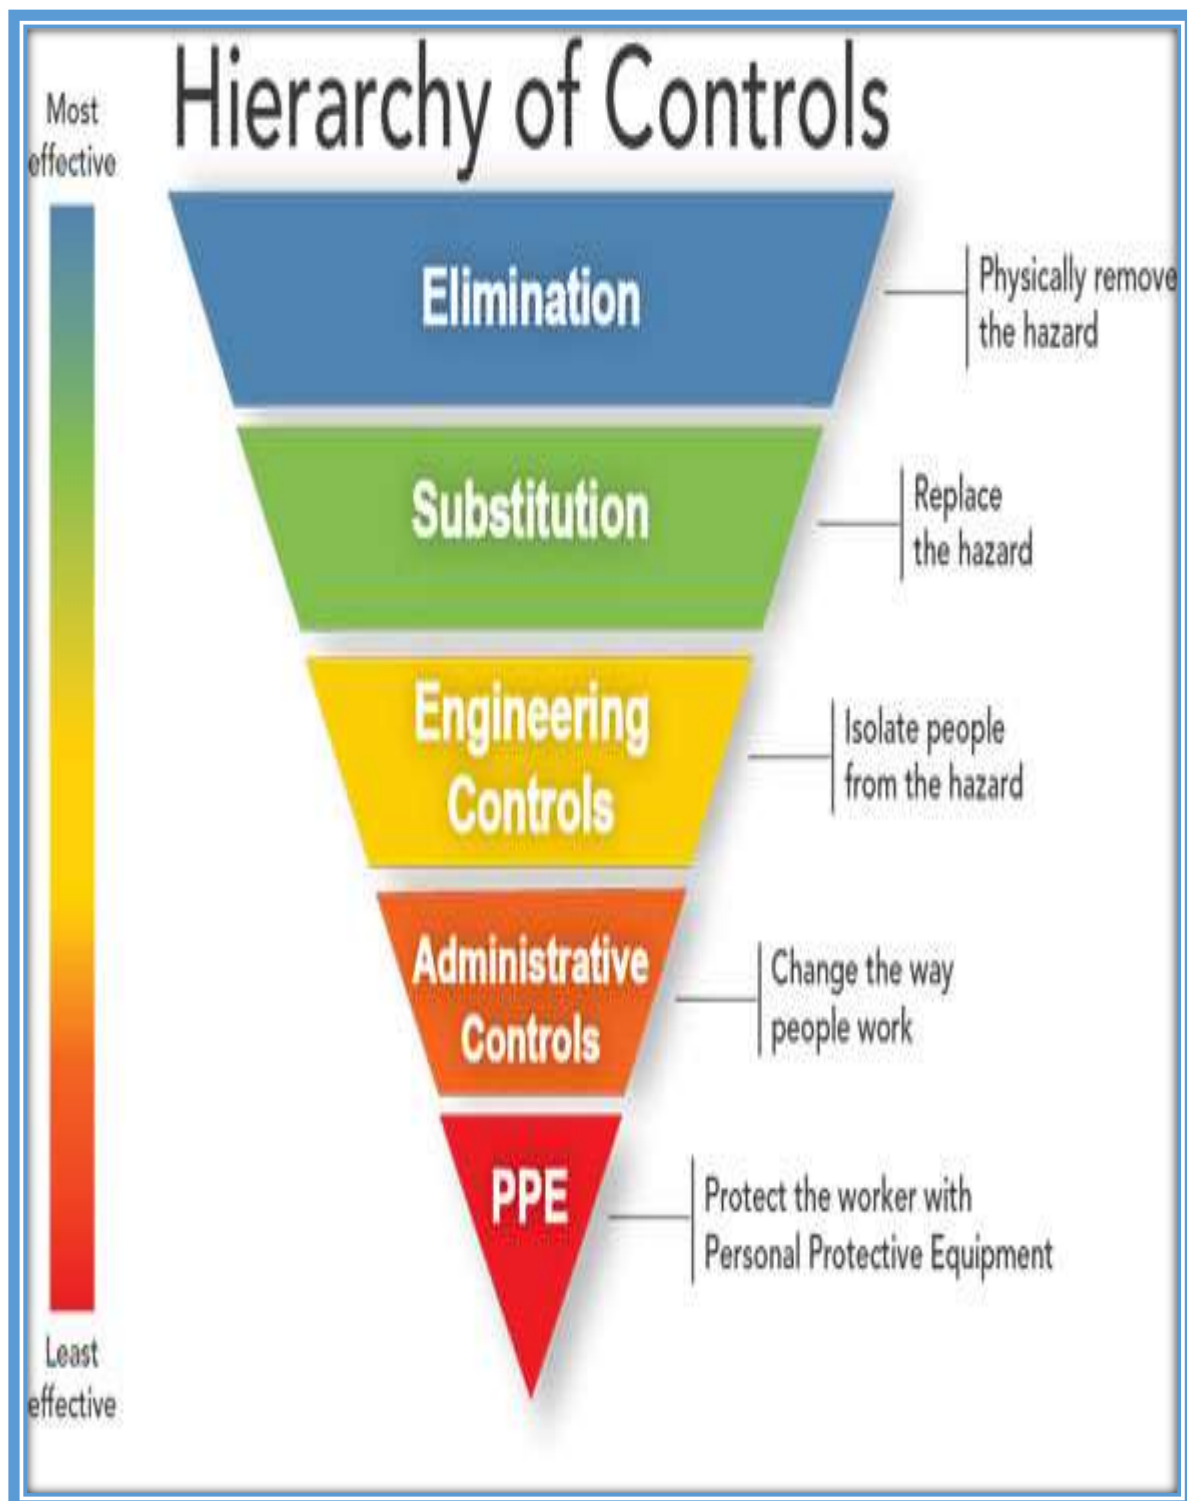 Hierarchy of Controls
Most
effective
Elimination
Physically remove
the hazard
Substitution
Replace
the hazard
Engineering
Controls
Isolate people
from the hazard
Administrative
Controls
Change the way
people work
PPE
Protect the worker with
Personal Protective Equipment
Least
effective